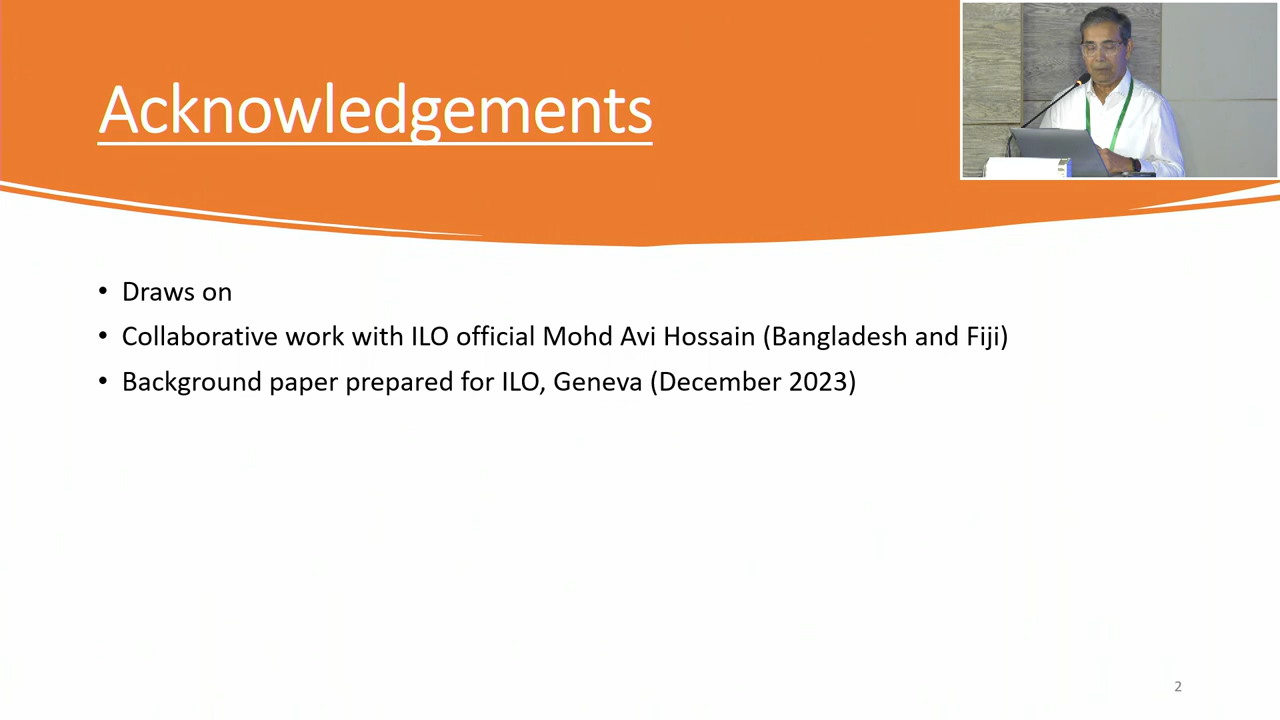 Acknowledgements
• Draws on
• Collaborative work with ILO official Mohd Avi Hossain (Bangladesh and Fiji)
• Background paper prepared for ILO, Geneva (December 2023)
2